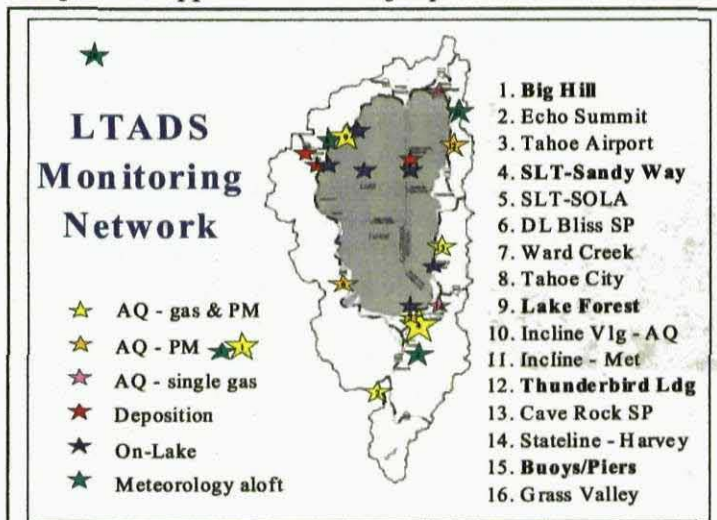 LTADS
Monitoring
Network
AQ - gas & PM
AQ - PM
AQ - single gas
Deposition
On-Lake
Meteorology aloft
1. Big Hill
2. Echo Summit
3. Tahoe Airport
4. SLT-Sandy Way
5. SLT-SOLA
6. DL Bliss SP
7. Ward Creek
8. Tahoe City
9. Lake Forest
10. Incline Vlg - AQ
11. Incline - Met
12. Thunderbird Ldg
13. Cave Rock SP
14. Stateline - Harvey
15. Buoys/Piers
16. Grass Valley